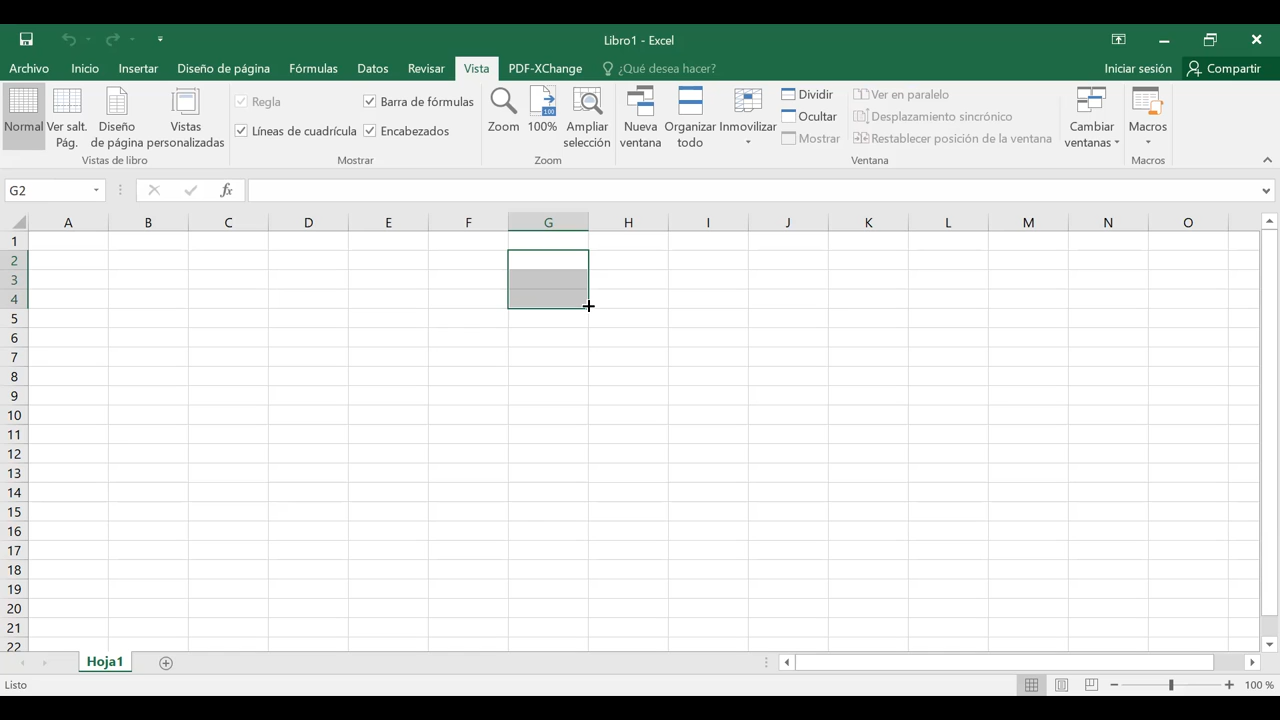 Libro1 - Excel
Archivo Inicio Insertar Diseño de página Fórmulas Datos Revisar Vista PDF-XChange ¿Qué desea hacer? Iniciar sesión Compartir
Normal
Ver salt. Pág.
Diseño de página
Vistas personalizadas
Vistas de libro
Regla
arra de fórmulas
Líneas de cuadrícula
Encabezados
Mostrar
Zoom
100
100%
Ampliar selección
Zoom
Nueva ventana
Organizar todo
Inmovilizar
Dividir
Ocultar
Mostrar
Ver en paralelo
Desplazamiento sincrónico
Restablecer posición de la ventana
Cambiar ventanas
Ventana
Macros
Macros
G2 fx
A B C D E F G H I J K L M N O
1
2
3
4
5
6
7
8
9
10
11
12
13
14
15
16
17
18
19
20
21
22
Hoja1
Listo 100 %